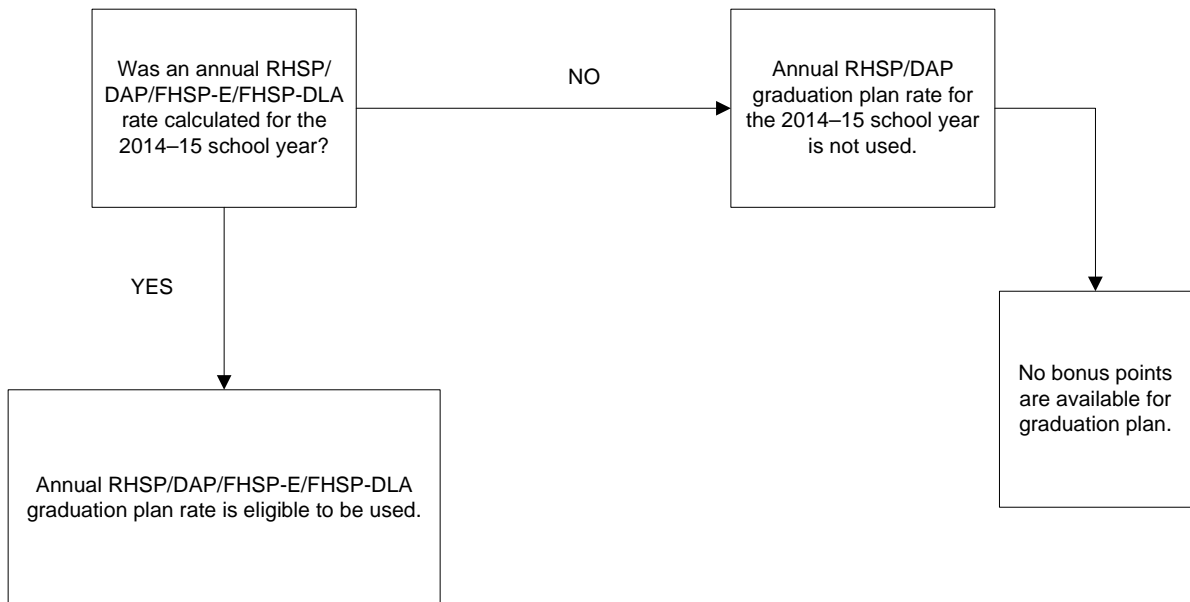 Was an annual RHSP/
DAP/FHSP-E/FHSP-DLA
rate calculated for the
2014–15 school year?
NO
Annual RHSP/DAP
graduation plan rate for
the 2014–15 school year
is not used.
YES
No bonus points
are available for
graduation plan.
Annual RHSP/DAP/FHSP-E/FHSP-DLA
graduation plan rate is eligible to be used.